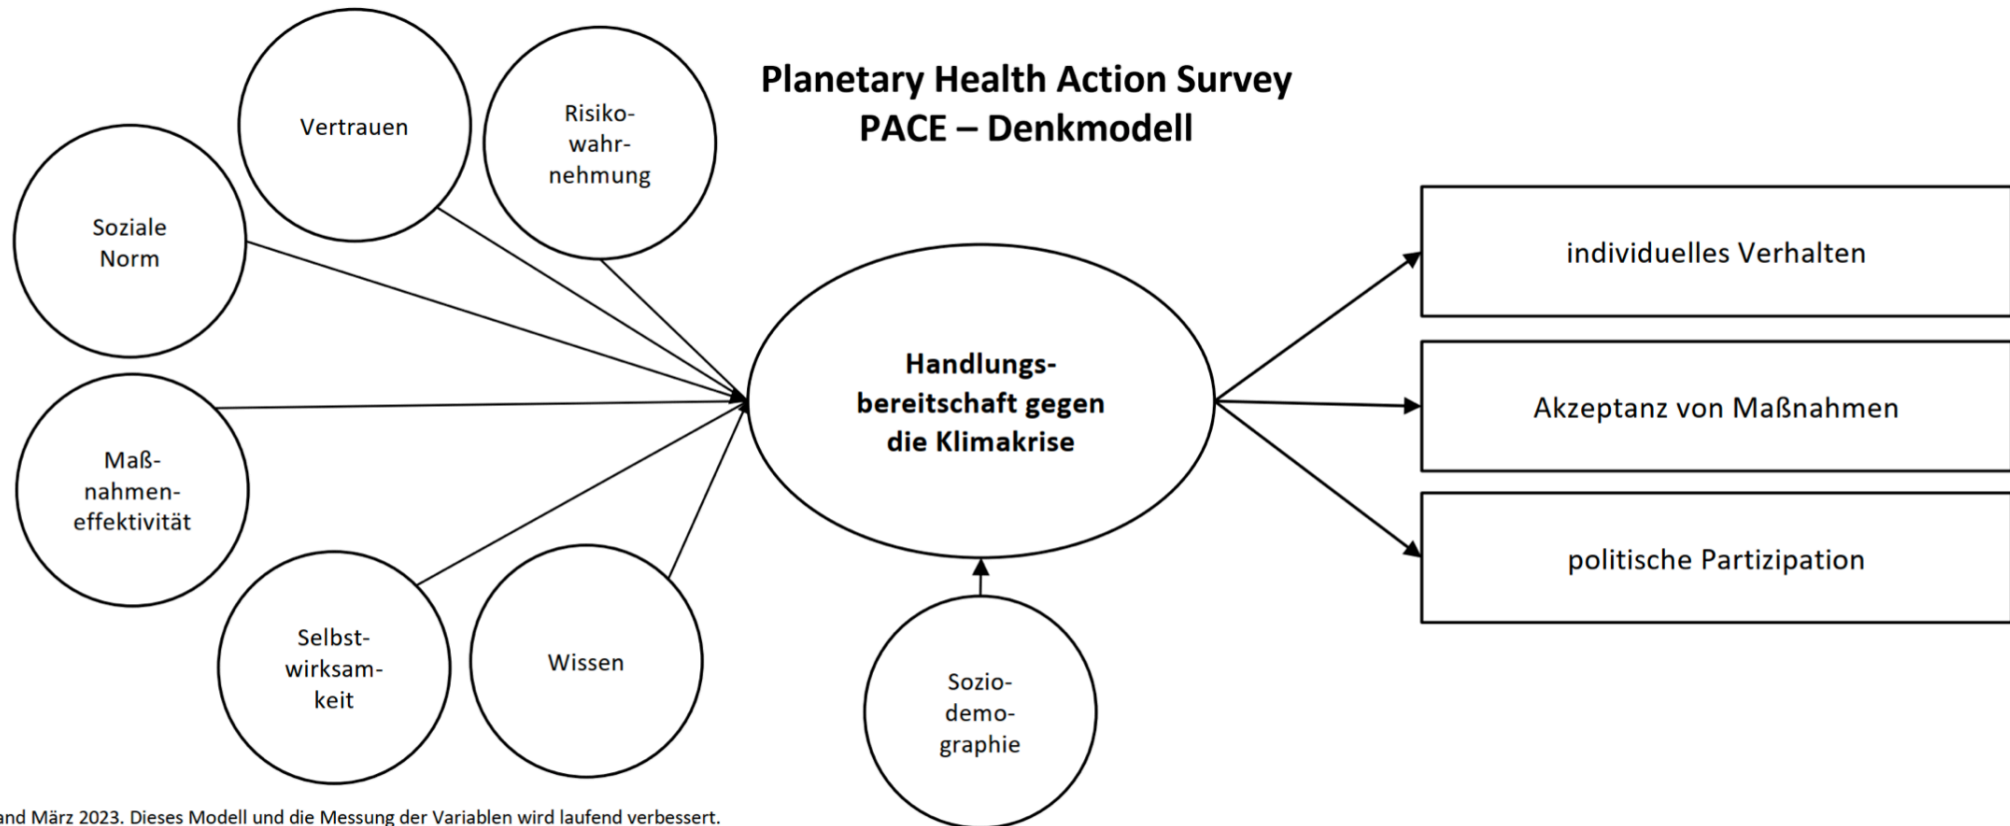 Planetary Health Action Survey
PACE – Denkmodell
Vertrauen
Risiko-
wahr-
nehmung
Soziale
Norm
Maß-
nahmen-
effektivität
Selbst-
wirksam-
keit
Wissen
Handlungs-
bereitschaft gegen
die Klimakrise
Sozio-
demo-
graphie
individuelles Verhalten
Akzeptanz von Maßnahmen
politische Partizipation
März 2023. Dieses Modell und die Messung der Variablen wird laufend verbessert.